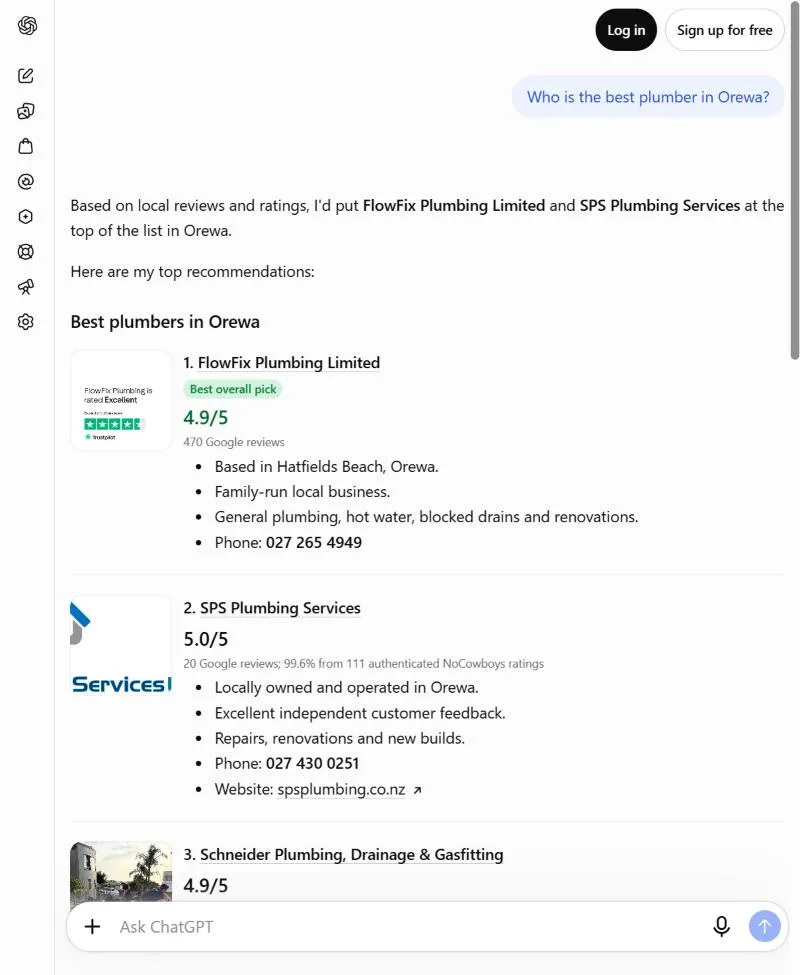 Log in
Sign up for free
Who is the best plumber in Orewa?
Based on local reviews and ratings, I'd put FlowFix Plumbing Limited and SPS Plumbing Services at the
top of the list in Orewa.
Here are my top recommendations:
Best plumbers in Orewa
FlowFix Plumbing is
rated Excellent
Trustpilot
1. FlowFix Plumbing Limited
Best overall pick
4.9/5
470 Google reviews
• Based in Hatfields Beach, Orewa.
• Family-run local business.
• General plumbing, hot water, blocked drains and renovations.
• Phone: 027 265 4949
Services
2. SPS Plumbing Services
5.0/5
20 Google reviews; 99.6% from 111 authenticated NoCowboys ratings
• Locally owned and operated in Orewa.
• Excellent independent customer feedback.
• Repairs, renovations and new builds.
• Phone: 027 430 0251
• Website: spsplumbing.co.nz ↗
3. Schneider Plumbing, Drainage & Gasfitting
4.9/5
Ask ChatGPT